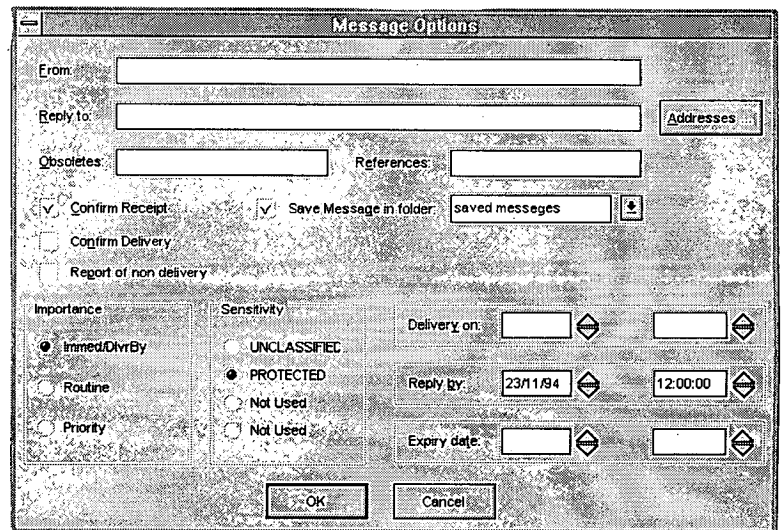 Message Options
From:
Reply to: Addresses
Obsoletes: References:
Confirm Receipt Save Message in folder: saved messeges
Confirm Delivery
Report of non delivery
Importance Sensitivity
Immed/DlvrBy UNCLASSIFIED Delivery on:
Routine PROTECTED Reply by: 23/11/94 12:00:00
Not Used
Priority Not Used Expiry date:
OK Cancel